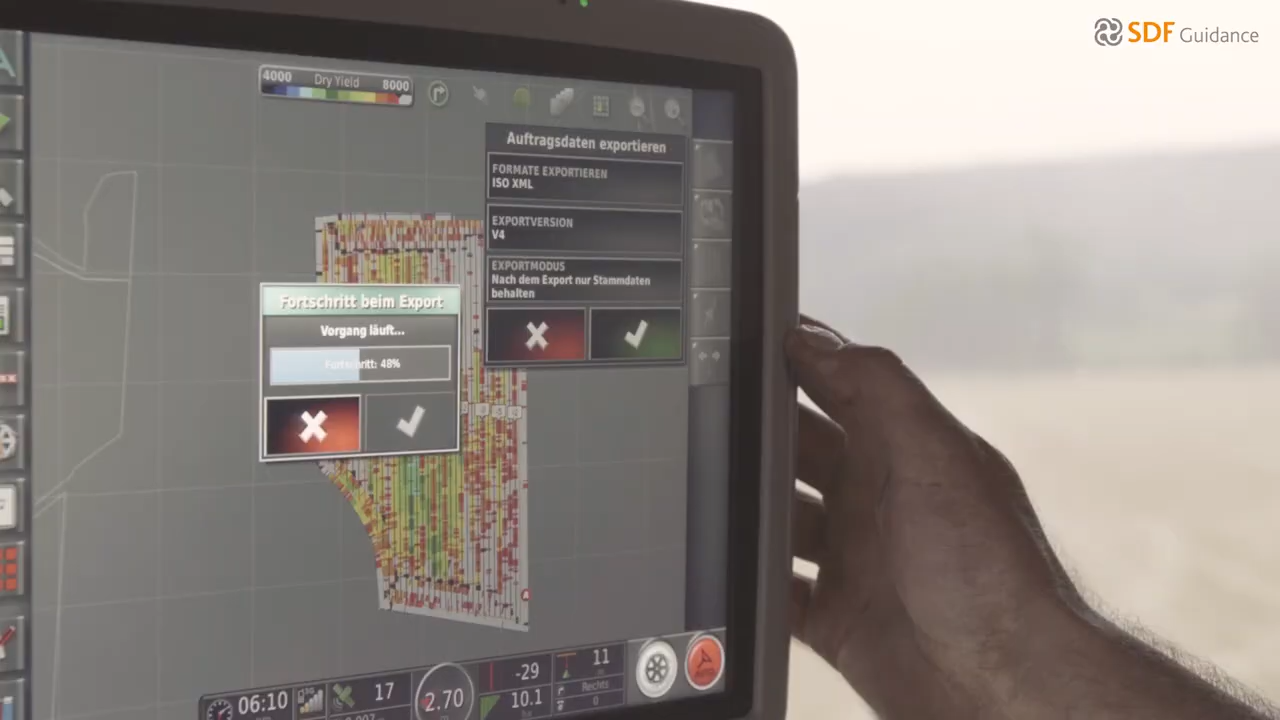 SDF Guidance
4000 Dry Yield 8000
Auftragsdaten exportieren
FORMATE EXPORTIEREN
ISO XML
EXPORTVERSION
V4
EXPORTMODUS
Nach dem Export nur Stammdaten
behalten
Fortschritt beim Export
Vorgang läuft...
Fortschritt: 48%
06:10
17
2.70
-29
10.1
11
Rechts
0